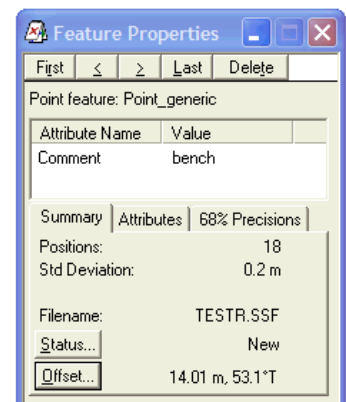 Feature Properties
First < > Last Delete
Point feature: Point_generic
Attribute Name Value
Comment bench
Summary Attributes 68% Precisions
Positions: 18
Std Deviation: 0.2 m
Filename: TESTR.SSF
Status... New
Offset... 14.01 m, 53.1°T